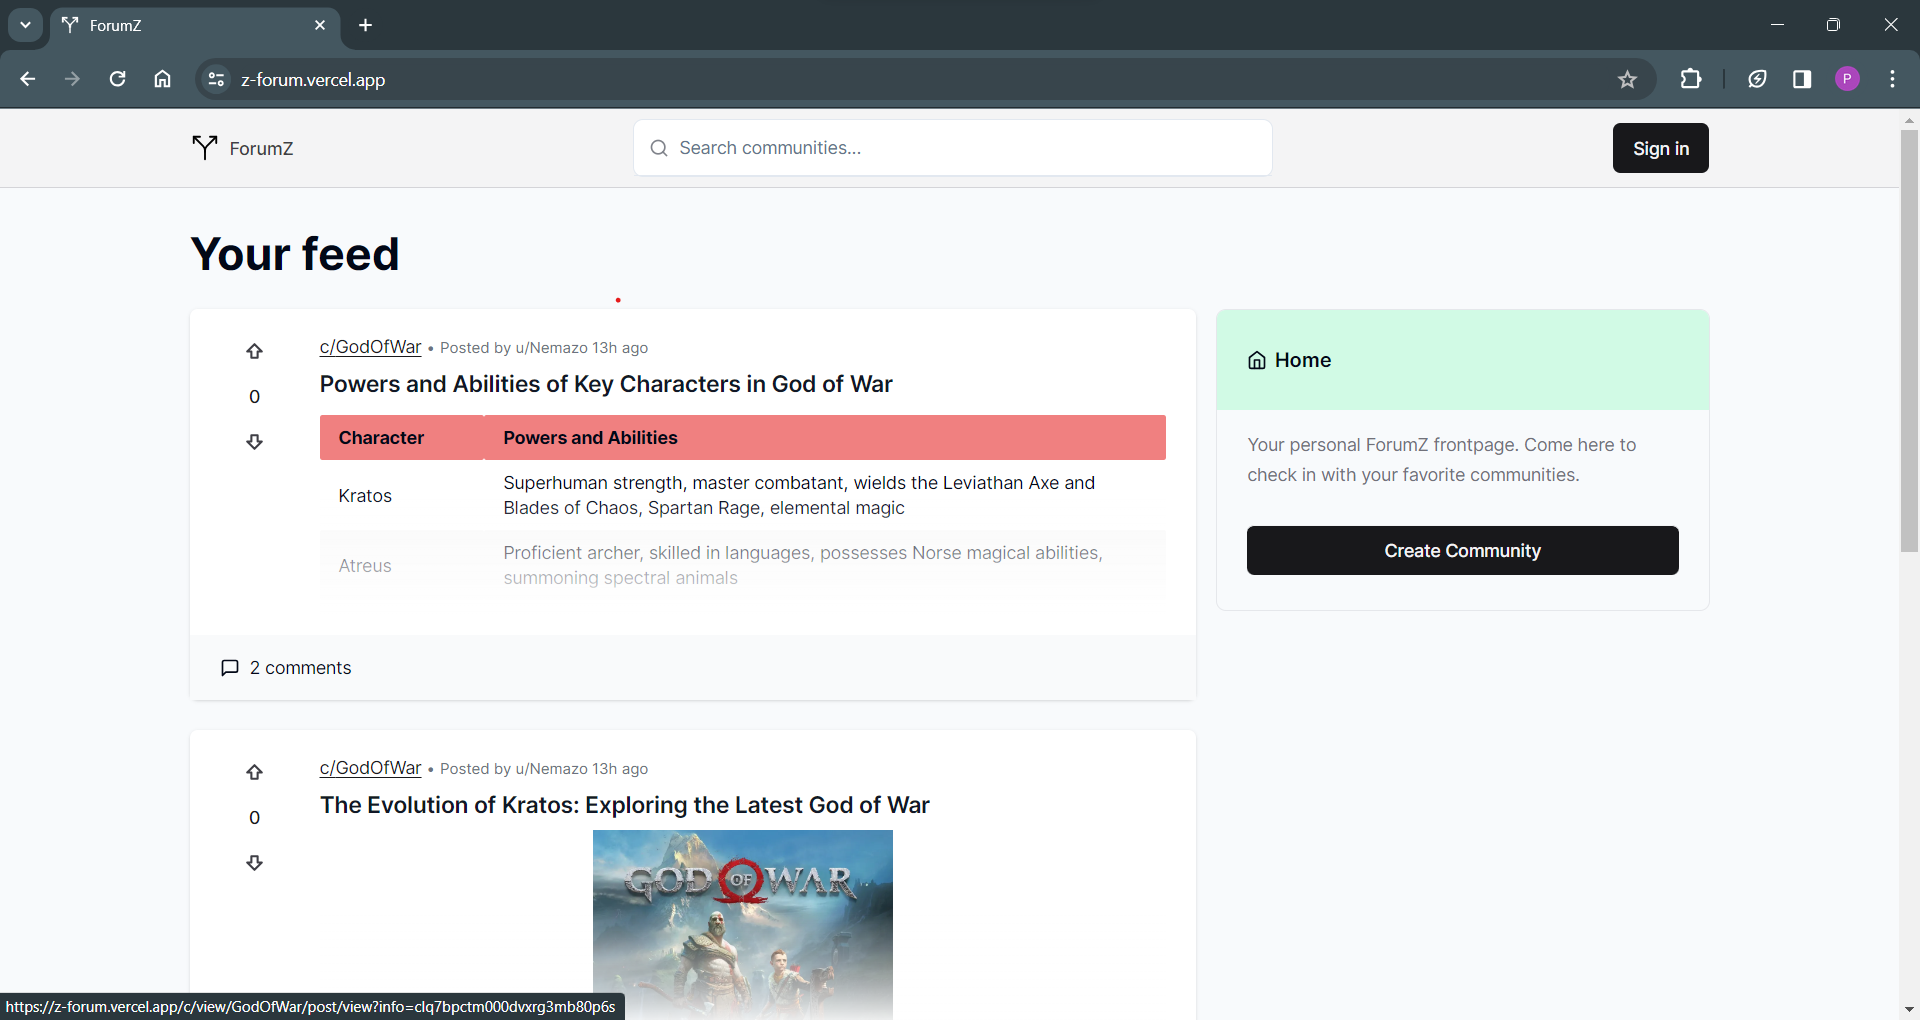 ForumZ
z-forum.vercel.app
P
ForumZ
Search communities...
Sign in
Your feed
c/GodOfWar • Posted by u/Nemazo 13h ago
Powers and Abilities of Key Characters in God of War
0
Character Powers and Abilities
Kratos
Superhuman strength, master combatant, wields the Leviathan Axe and
Blades of Chaos, Spartan Rage, elemental magic
Atreus
Proficient archer, skilled in languages, possesses Norse magical abilities,
summoning spectral animals
2 comments
Home
Your personal ForumZ frontpage. Come here to
check in with your favorite communities.
Create Community
c/GodOfWar • Posted by u/Nemazo 13h ago
The Evolution of Kratos: Exploring the Latest God of War
0
GOD OF WAR
https://z-forum.vercel.app/c/view/GodOfWar/post/view?info=clq7bpctm000dvxrg3mb80p6s